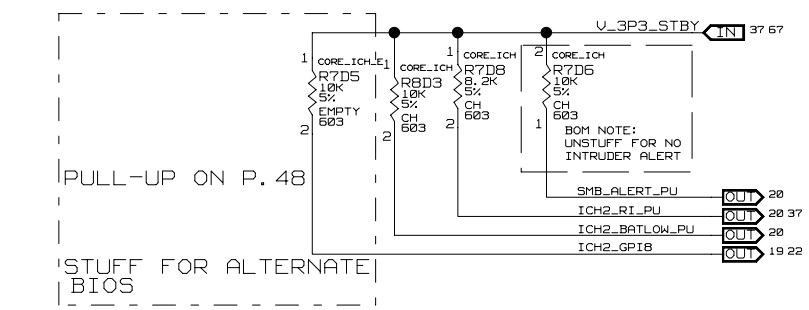 V_3P3_STBY IN 37 67
1 CORE_ICH_E
R7D5
10K
5%
EMPTY
603
2
1 CORE_ICH
R8D3
10K
5%
CH
603
2
1 CORE_ICH
R7D8
8.2K
5%
CH
603
2
2 CORE_ICH
R7D6
10K
5%
CH
603
1
BOM NOTE:
UNSTUFF FOR NO
INTRUDER ALERT
PULL-UP ON P.48
SMB_ALERT_PU OUT 20
ICH2_RI_PU OUT 20 37
ICH2_BATLOW_PU OUT 20
ICH2_GPI8 OUT 19 22
STUFF FOR ALTERNATE
BIOS